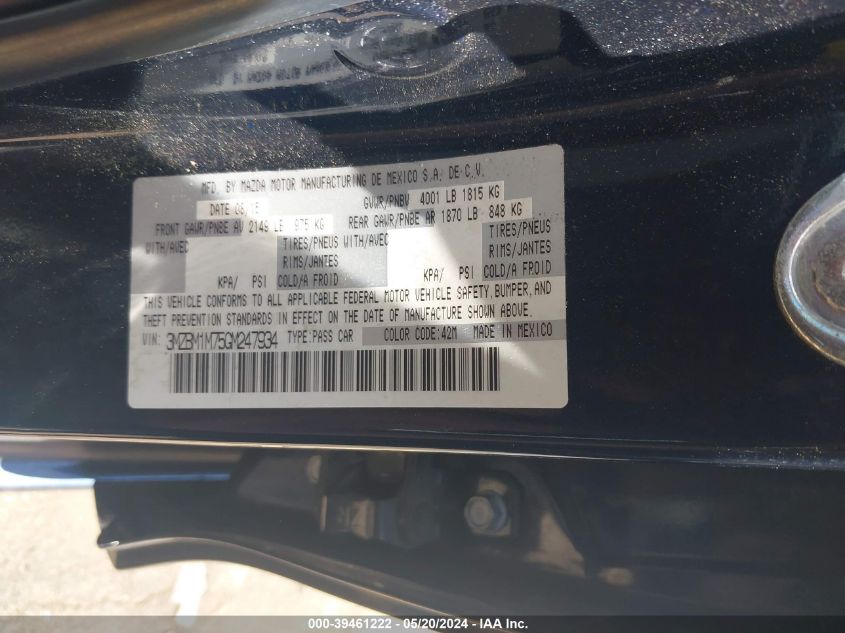 MFD. BY MAZDA MOTOR MANUFACTURING DE MEXICO S.A. DE C.V.
DATE 08/15 GVWR/PNBV 4001 LB 1815 KG
FRONT GAWR/PNBE AV 2149 LB 975 KG REAR GAWR/PNBE AR 1870 LB 848 KG
WITH/AVEC TIRES/PNEUS WITH/AVEC TIRES/PNEUS
RIMS/JANTES RIMS/JANTES
KPA/ PSI COLD/A FROID KPA/ PSI COLD/A FROID
THIS VEHICLE CONFORMS TO ALL APPLICABLE FEDERAL MOTOR VEHICLE SAFETY, BUMPER, AND
THEFT PREVENTION STANDARDS IN EFFECT ON THE DATE OF MANUFACTURE SHOWN ABOVE.
VIN: 3MZBM1M75GM247934 TYPE:PASS CAR COLOR CODE:42M MADE IN MEXICO
000-39461222 - 05/20/2024 - IAA Inc.